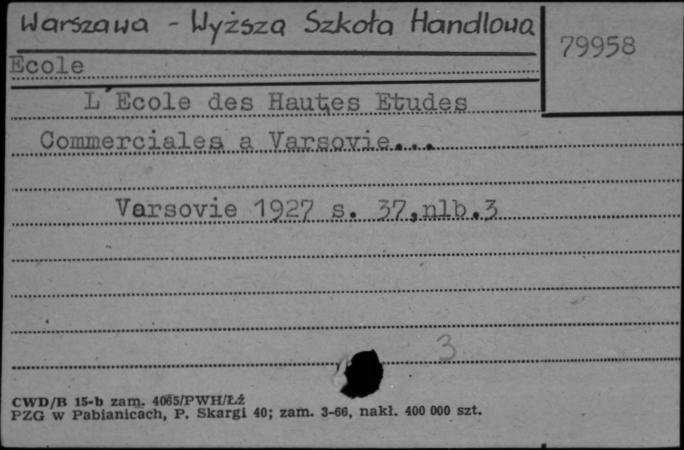 Warszawa - Wyższa Szkoła Handlowa
79958
Ecole
L'Ecole des Hautes Etudes
Commerciales a Varsovie...
Varsovie 1927 s. 37,nlb.3
3
CWD/B 15-b zam. 4065/PWH/Łź
PZG w Pabianicach, P. Skargi 40; zam. 3-66, nakł. 400 000 szt.